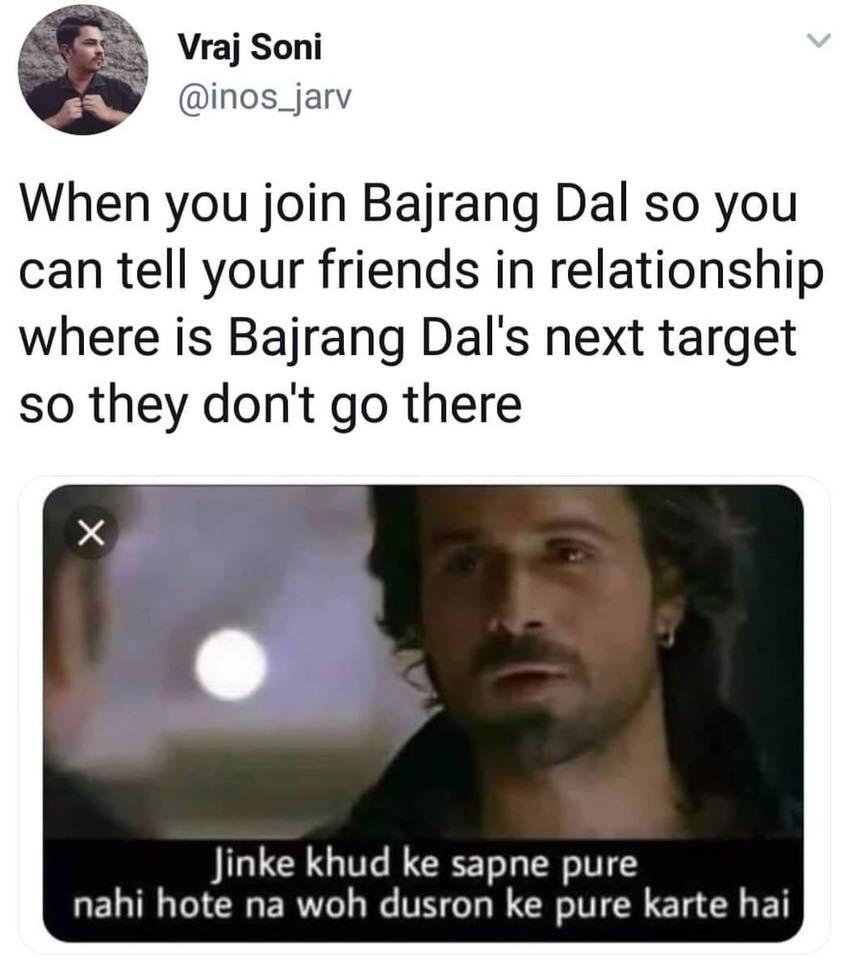 Vraj Soni
@inos_jarv
When you join Bajrang Dal so you
can tell your friends in relationship
where is Bajrang Dal's next target
so they don't go there
Jinke khud ke sapne pure
nahi hote na woh dusron ke pure karte hai